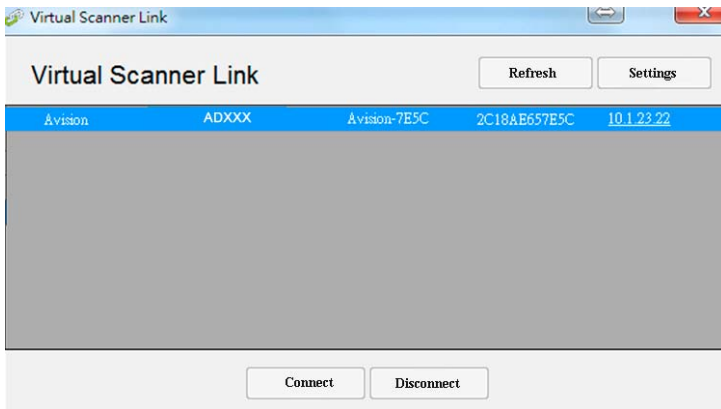 Virtual Scanner Link
Virtual Scanner Link Refresh Settings
Avision ADXXX Avision-7E5C 2C18AE657E5C 10.1.23.22
Connect Disconnect